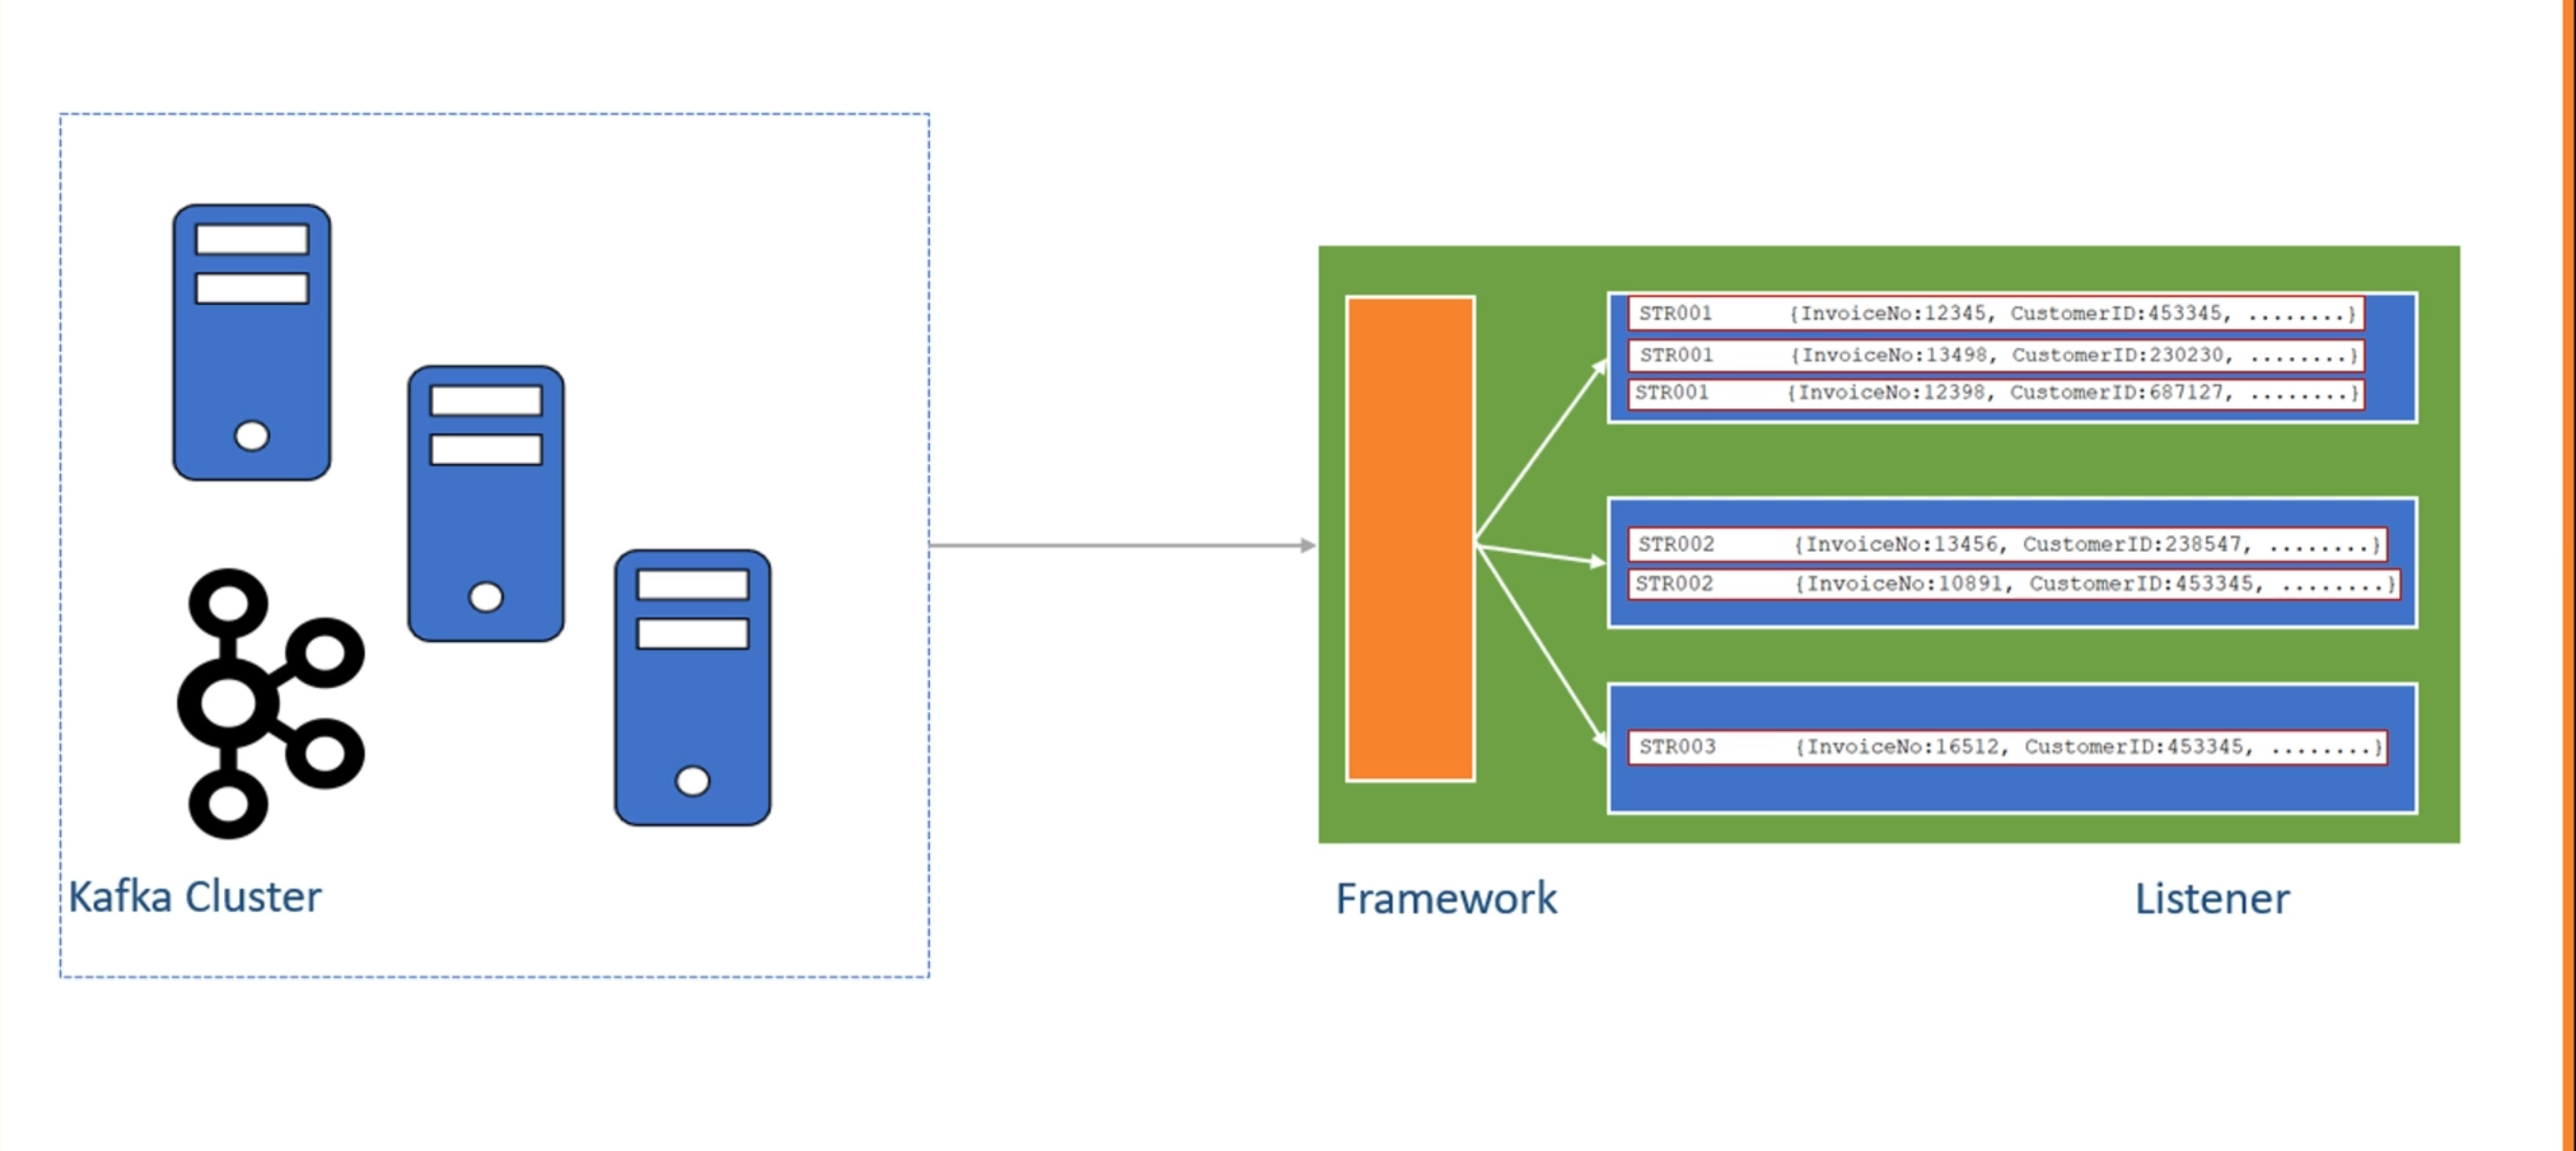 STR001 {InvoiceNo:12345, CustomerID:453345, ........}
STR001 {InvoiceNo:13498, CustomerID:230230, ........}
STR001 {InvoiceNo:12398, CustomerID:687127, ........}
STR002 {InvoiceNo:13456, CustomerID:238547, ........}
STR002 {InvoiceNo:10891, CustomerID:453345, ........}
STR003 {InvoiceNo:16512, CustomerID:453345, ........}
Kafka Cluster
Framework
Listener